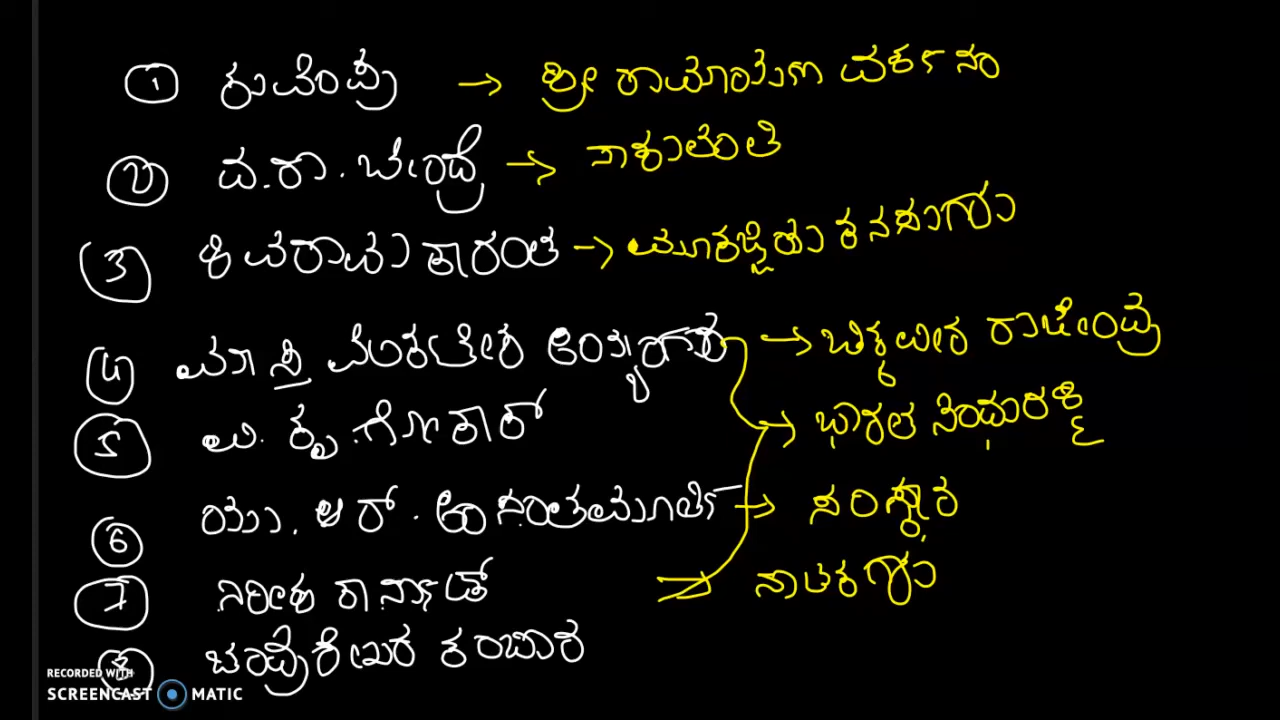 1 ಕುವೆಂಪು → ಶ್ರೀ ರಾಮಾಯಣ ದರ್ಶನಂ
2 ದ.ರಾ. ಬೇಂದ್ರೆ → ನಾಕುತಂತಿ
3 ಶಿವರಾಮ ಕಾರಂತ → ಮೂಕಜ್ಜಿಯ ಕನಸುಗಳು
4 ಮಾಸ್ತಿ ವೆಂಕಟೇಶ ಅಯ್ಯಂಗಾರ → ಚಿಕ್ಕವೀರ ರಾಜೇಂದ್ರ
5 ವಿ. ಕೃ. ಗೋಕಾಕ್ → ಭಾರತ ಸಿಂಧುರಶ್ಮಿ
6 ಯು. ಆರ್. ಅನಂತಮೂರ್ತಿ → ಸಂಸ್ಕಾರ
7 ಗಿರೀಶ ಕಾರ್ನಾಡ್ → ನಾಟಕಗಳು
8 ಚಂದ್ರಶೇಖರ ಕಂಬಾರ
RECORDED WITH
SCREENCAST MATIC